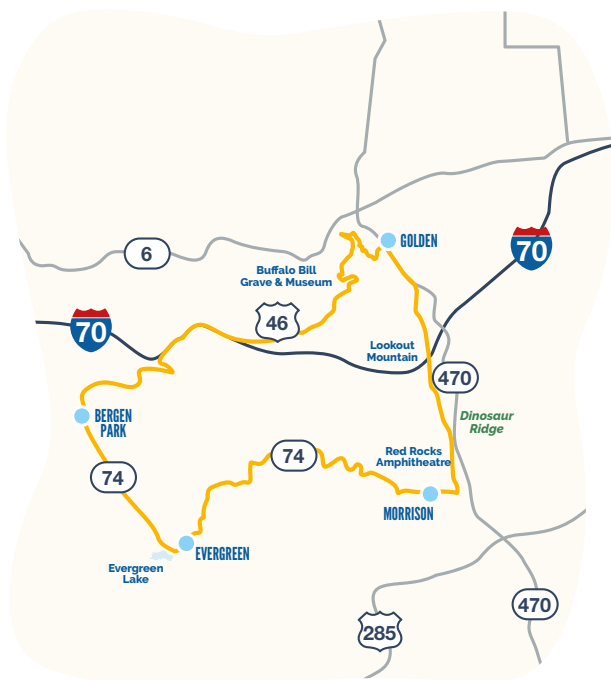 GOLDEN
6
70
Buffalo Bill
Grave & Museum
46
70
Lookout
Mountain
470
BERGEN
PARK
Dinosaur
Ridge
74
Red Rocks
Amphitheatre
74
MORRISON
EVERGREEN
Evergreen
Lake
470
285